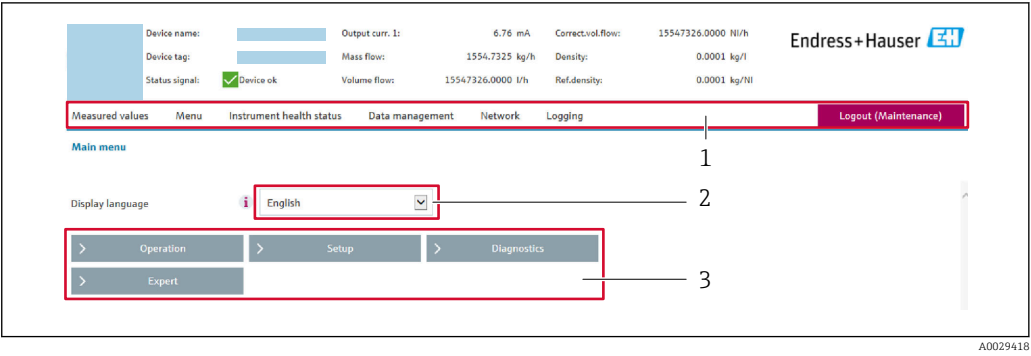 Device name: Output curr. 1: 6.76 mA Correct.vol.flow: 15547326.0000 Nl/h
Endress+Hauser EH
Device tag: Mass flow: 1554.7325 kg/h Density: 0.0001 kg/l
Status signal: Device ok Volume flow: 15547326.0000 l/h Ref.density: 0.0001 kg/Nl
Measured values Menu Instrument health status Data management Network Logging Logout (Maintenance)
1
Main menu
Display language i English 2
> Operation > Setup > Diagnostics
> Expert 3
A0029418